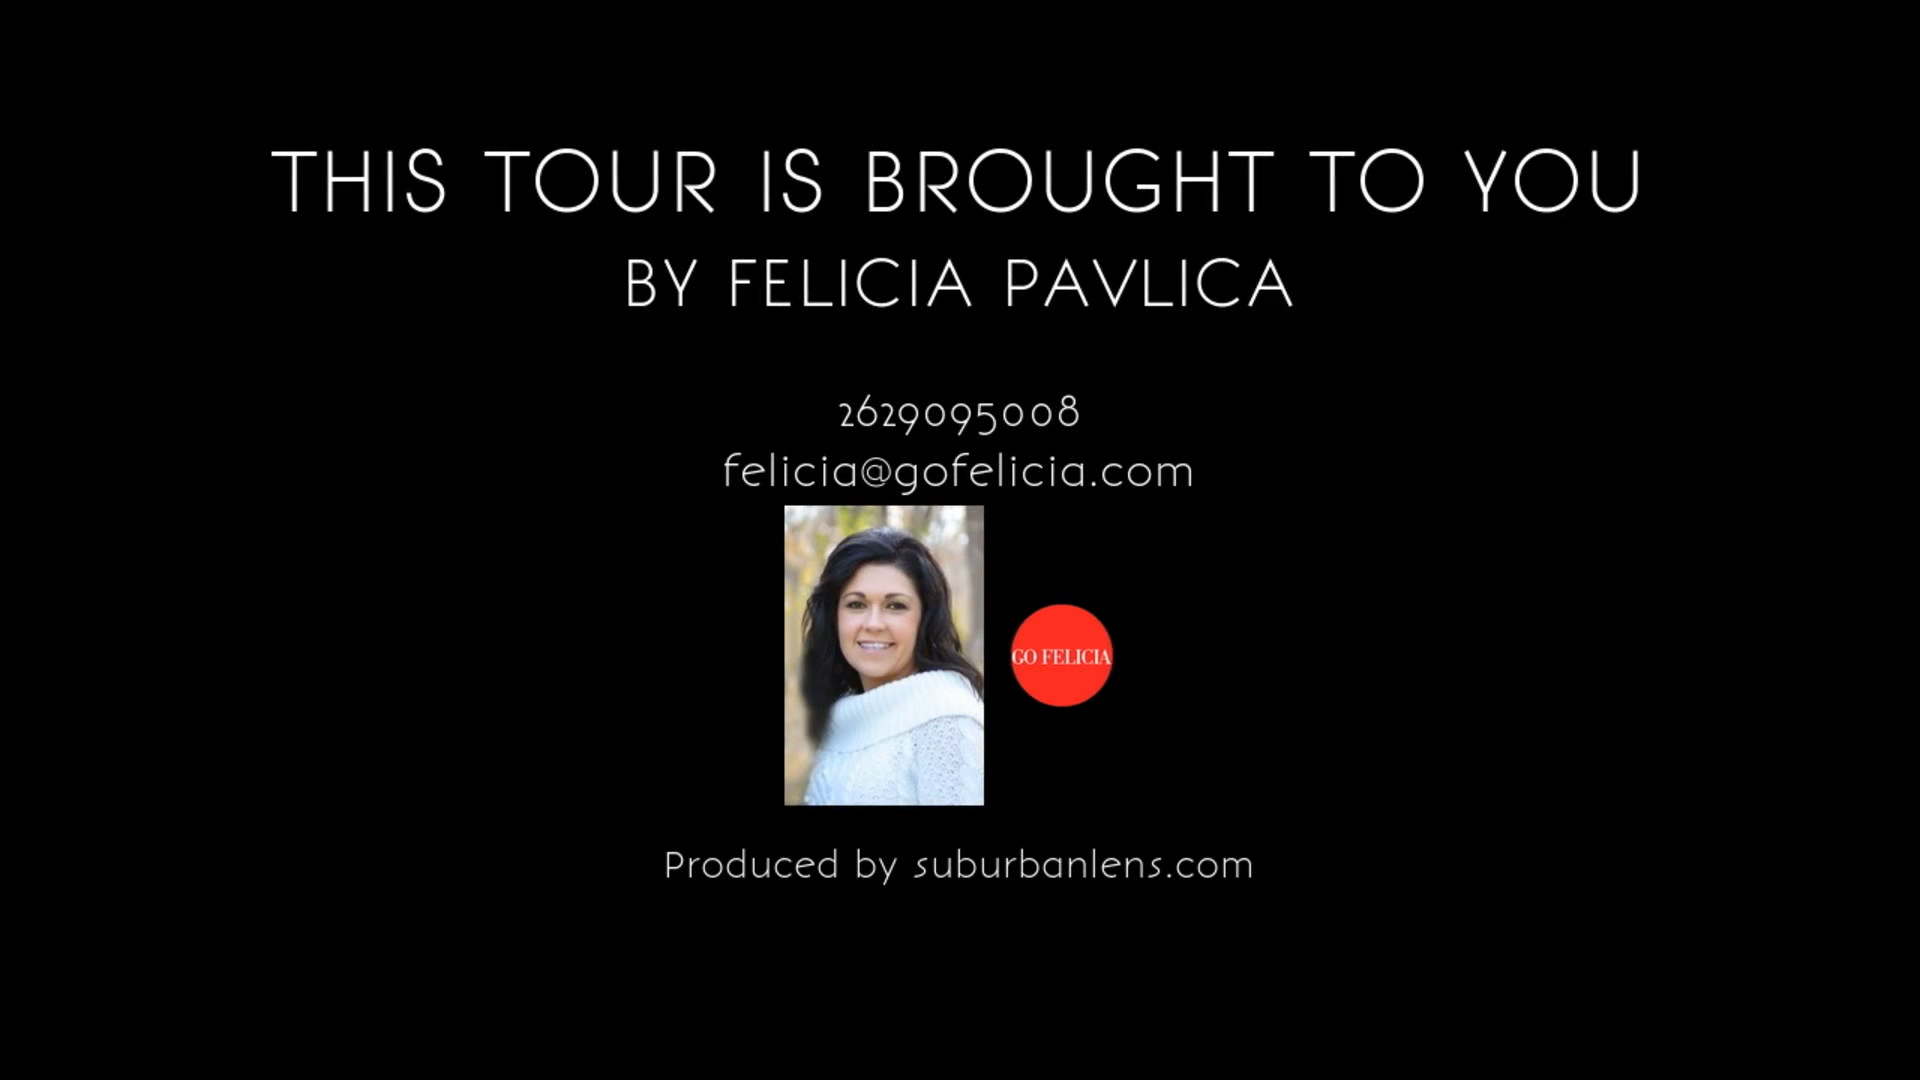 THIS TOUR IS BROUGHT TO YOU
BY FELICIA PAVLICA
2629095008
felicia@gofelicia.com
GO FELICIA
Produced by suburbanlens.com